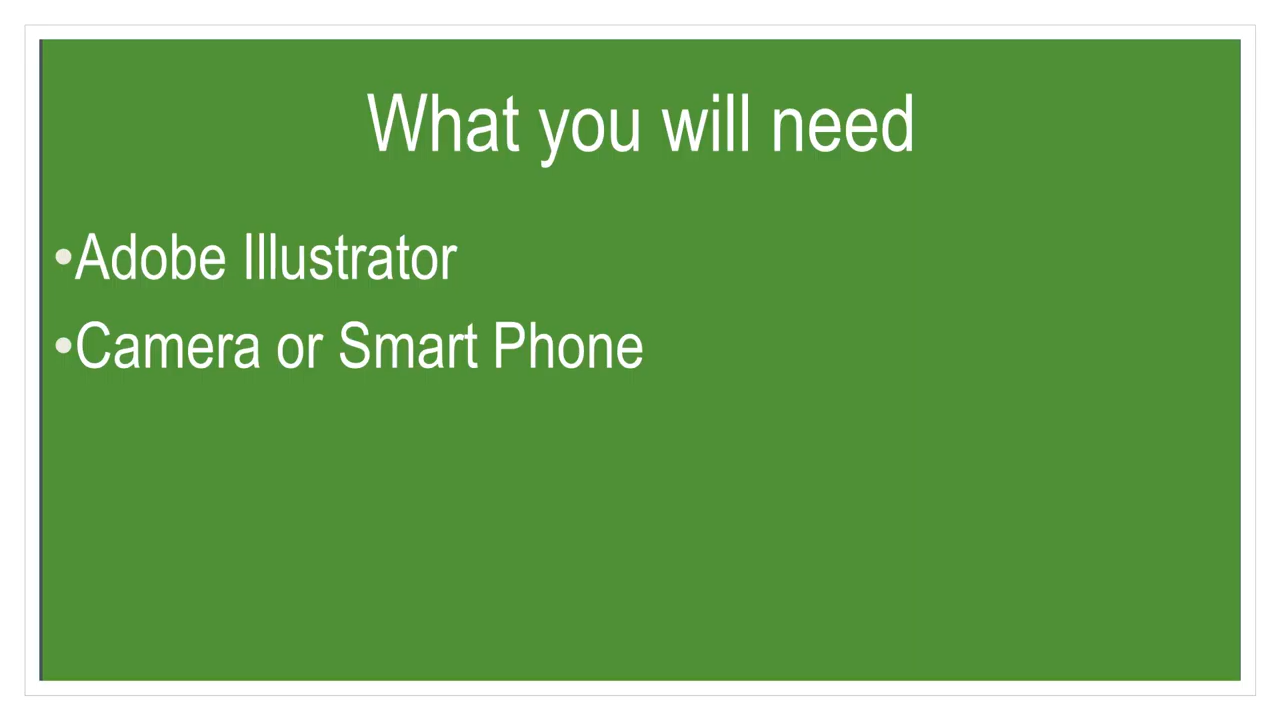 What you will need
•Adobe Illustrator
•Camera or Smart Phone